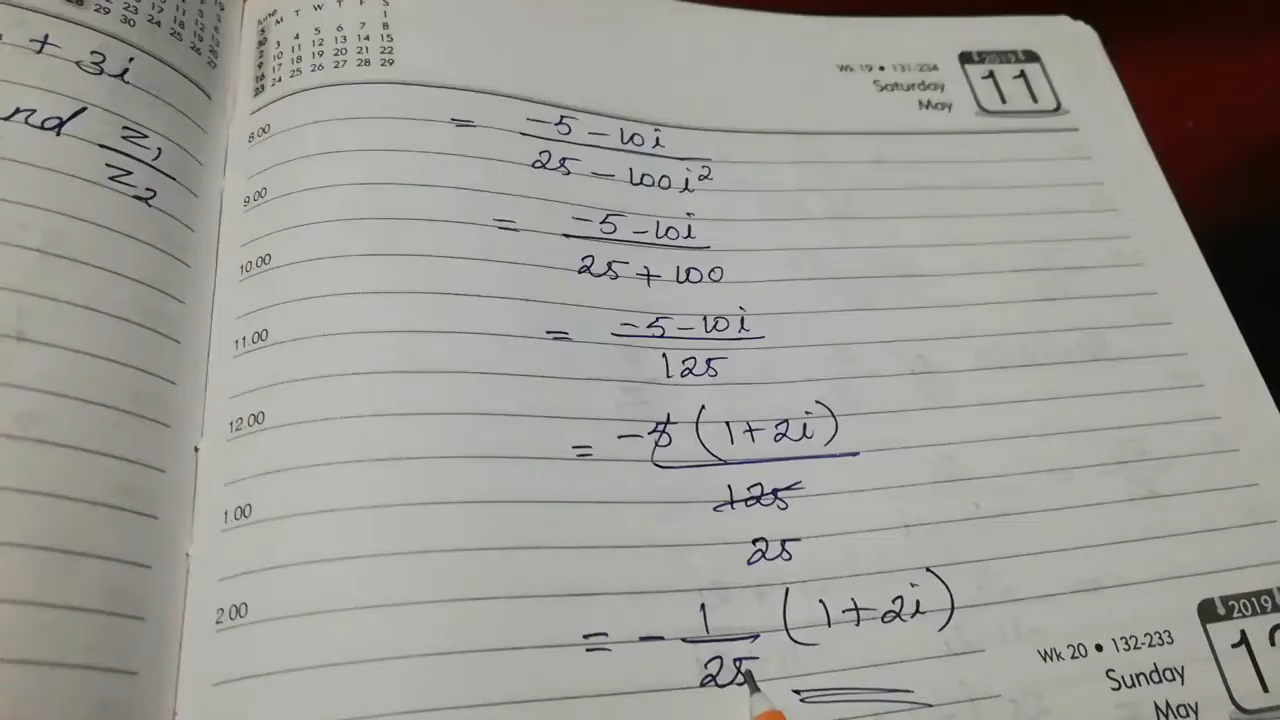 + 3i
nd z₁/z₂
June
M T W T F S
1
3 4 5 6 7 8
10 11 12 13 14 15
17 18 19 20 21 22
24 25 26 27 28 29
Wk 19 • 131-234
Saturday
May
2019
11
8.00
= (-5 - 10i)/(25 - 100i²)
9.00
= (-5 - 10i)/(25 + 100)
10.00
11.00
= (-5 - 10i)/125
12.00
= -5(1+2i)/125
25
1.00
2.00
= -1/25 (1+2i)
Wk 20 • 132-233
Sunday
May
2019